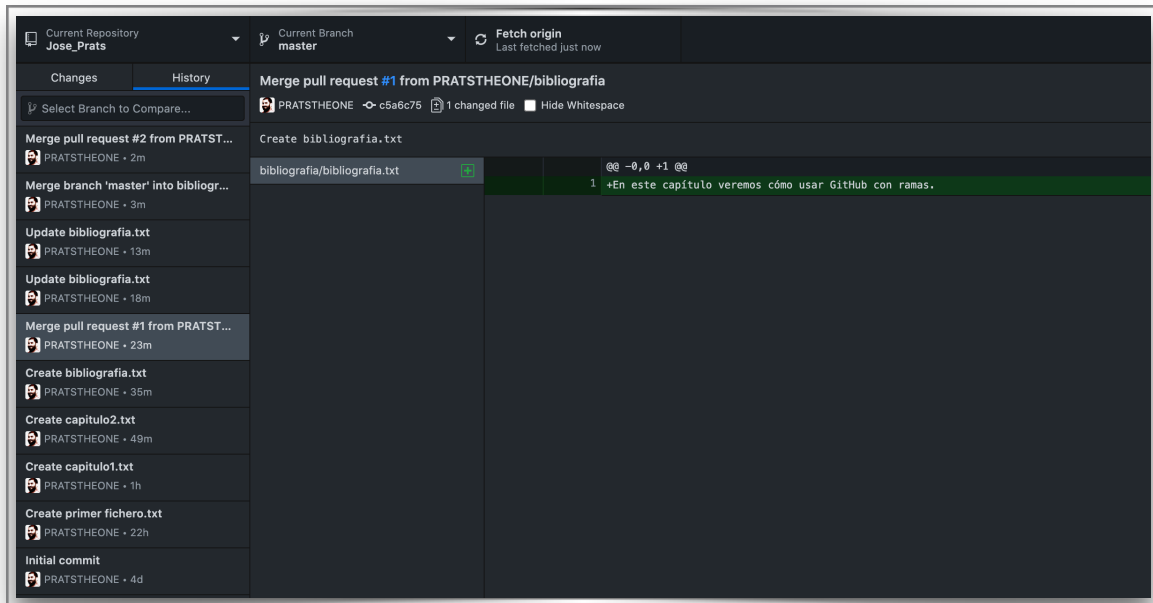 Current Repository
Jose_Prats
Current Branch
master
Fetch origin
Last fetched just now
Changes
History
Select Branch to Compare...
Merge pull request #2 from PRATST...
PRATSTHEONE • 2m
Merge branch 'master' into bibliogr...
PRATSTHEONE • 3m
Update bibliografia.txt
PRATSTHEONE • 13m
Update bibliografia.txt
PRATSTHEONE • 18m
Merge pull request #1 from PRATST...
PRATSTHEONE • 23m
Create bibliografia.txt
PRATSTHEONE • 35m
Create capitulo2.txt
PRATSTHEONE • 49m
Create capitulo1.txt
PRATSTHEONE • 1h
Create primer fichero.txt
PRATSTHEONE • 22h
Initial commit
PRATSTHEONE • 4d
Merge pull request #1 from PRATSTHEONE/bibliografia
PRATSTHEONE c5a6c75 1 changed file Hide Whitespace
Create bibliografia.txt
bibliografia/bibliografia.txt
@@ -0,0 +1 @@
1 +En este capítulo veremos cómo usar GitHub con ramas.